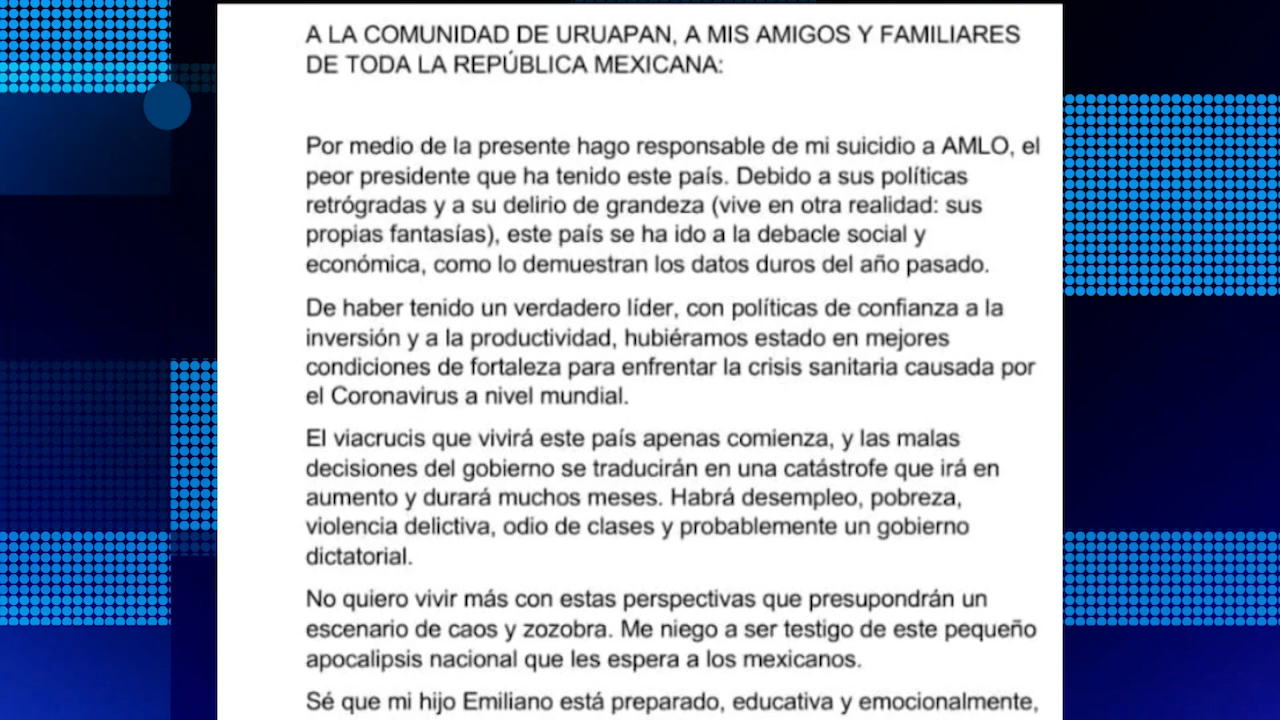 A LA COMUNIDAD DE URUAPAN, A MIS AMIGOS Y FAMILIARES
DE TODA LA REPÚBLICA MEXICANA:
Por medio de la presente hago responsable de mi suicidio a AMLO, el
peor presidente que ha tenido este país. Debido a sus políticas
retrógradas y a su delirio de grandeza (vive en otra realidad: sus
propias fantasías), este país se ha ido a la debacle social y
económica, como lo demuestran los datos duros del año pasado.
De haber tenido un verdadero líder, con políticas de confianza a la
inversión y a la productividad, hubiéramos estado en mejores
condiciones de fortaleza para enfrentar la crisis sanitaria causada por
el Coronavirus a nivel mundial.
El viacrucis que vivirá este país apenas comienza, y las malas
decisiones del gobierno se traducirán en una catástrofe que irá en
aumento y durará muchos meses. Habrá desempleo, pobreza,
violencia delictiva, odio de clases y probablemente un gobierno
dictatorial.
No quiero vivir más con estas perspectivas que presupondrán un
escenario de caos y zozobra. Me niego a ser testigo de este pequeño
apocalipsis nacional que les espera a los mexicanos.
Sé que mi hijo Emiliano está preparado, educativa y emocionalmente,